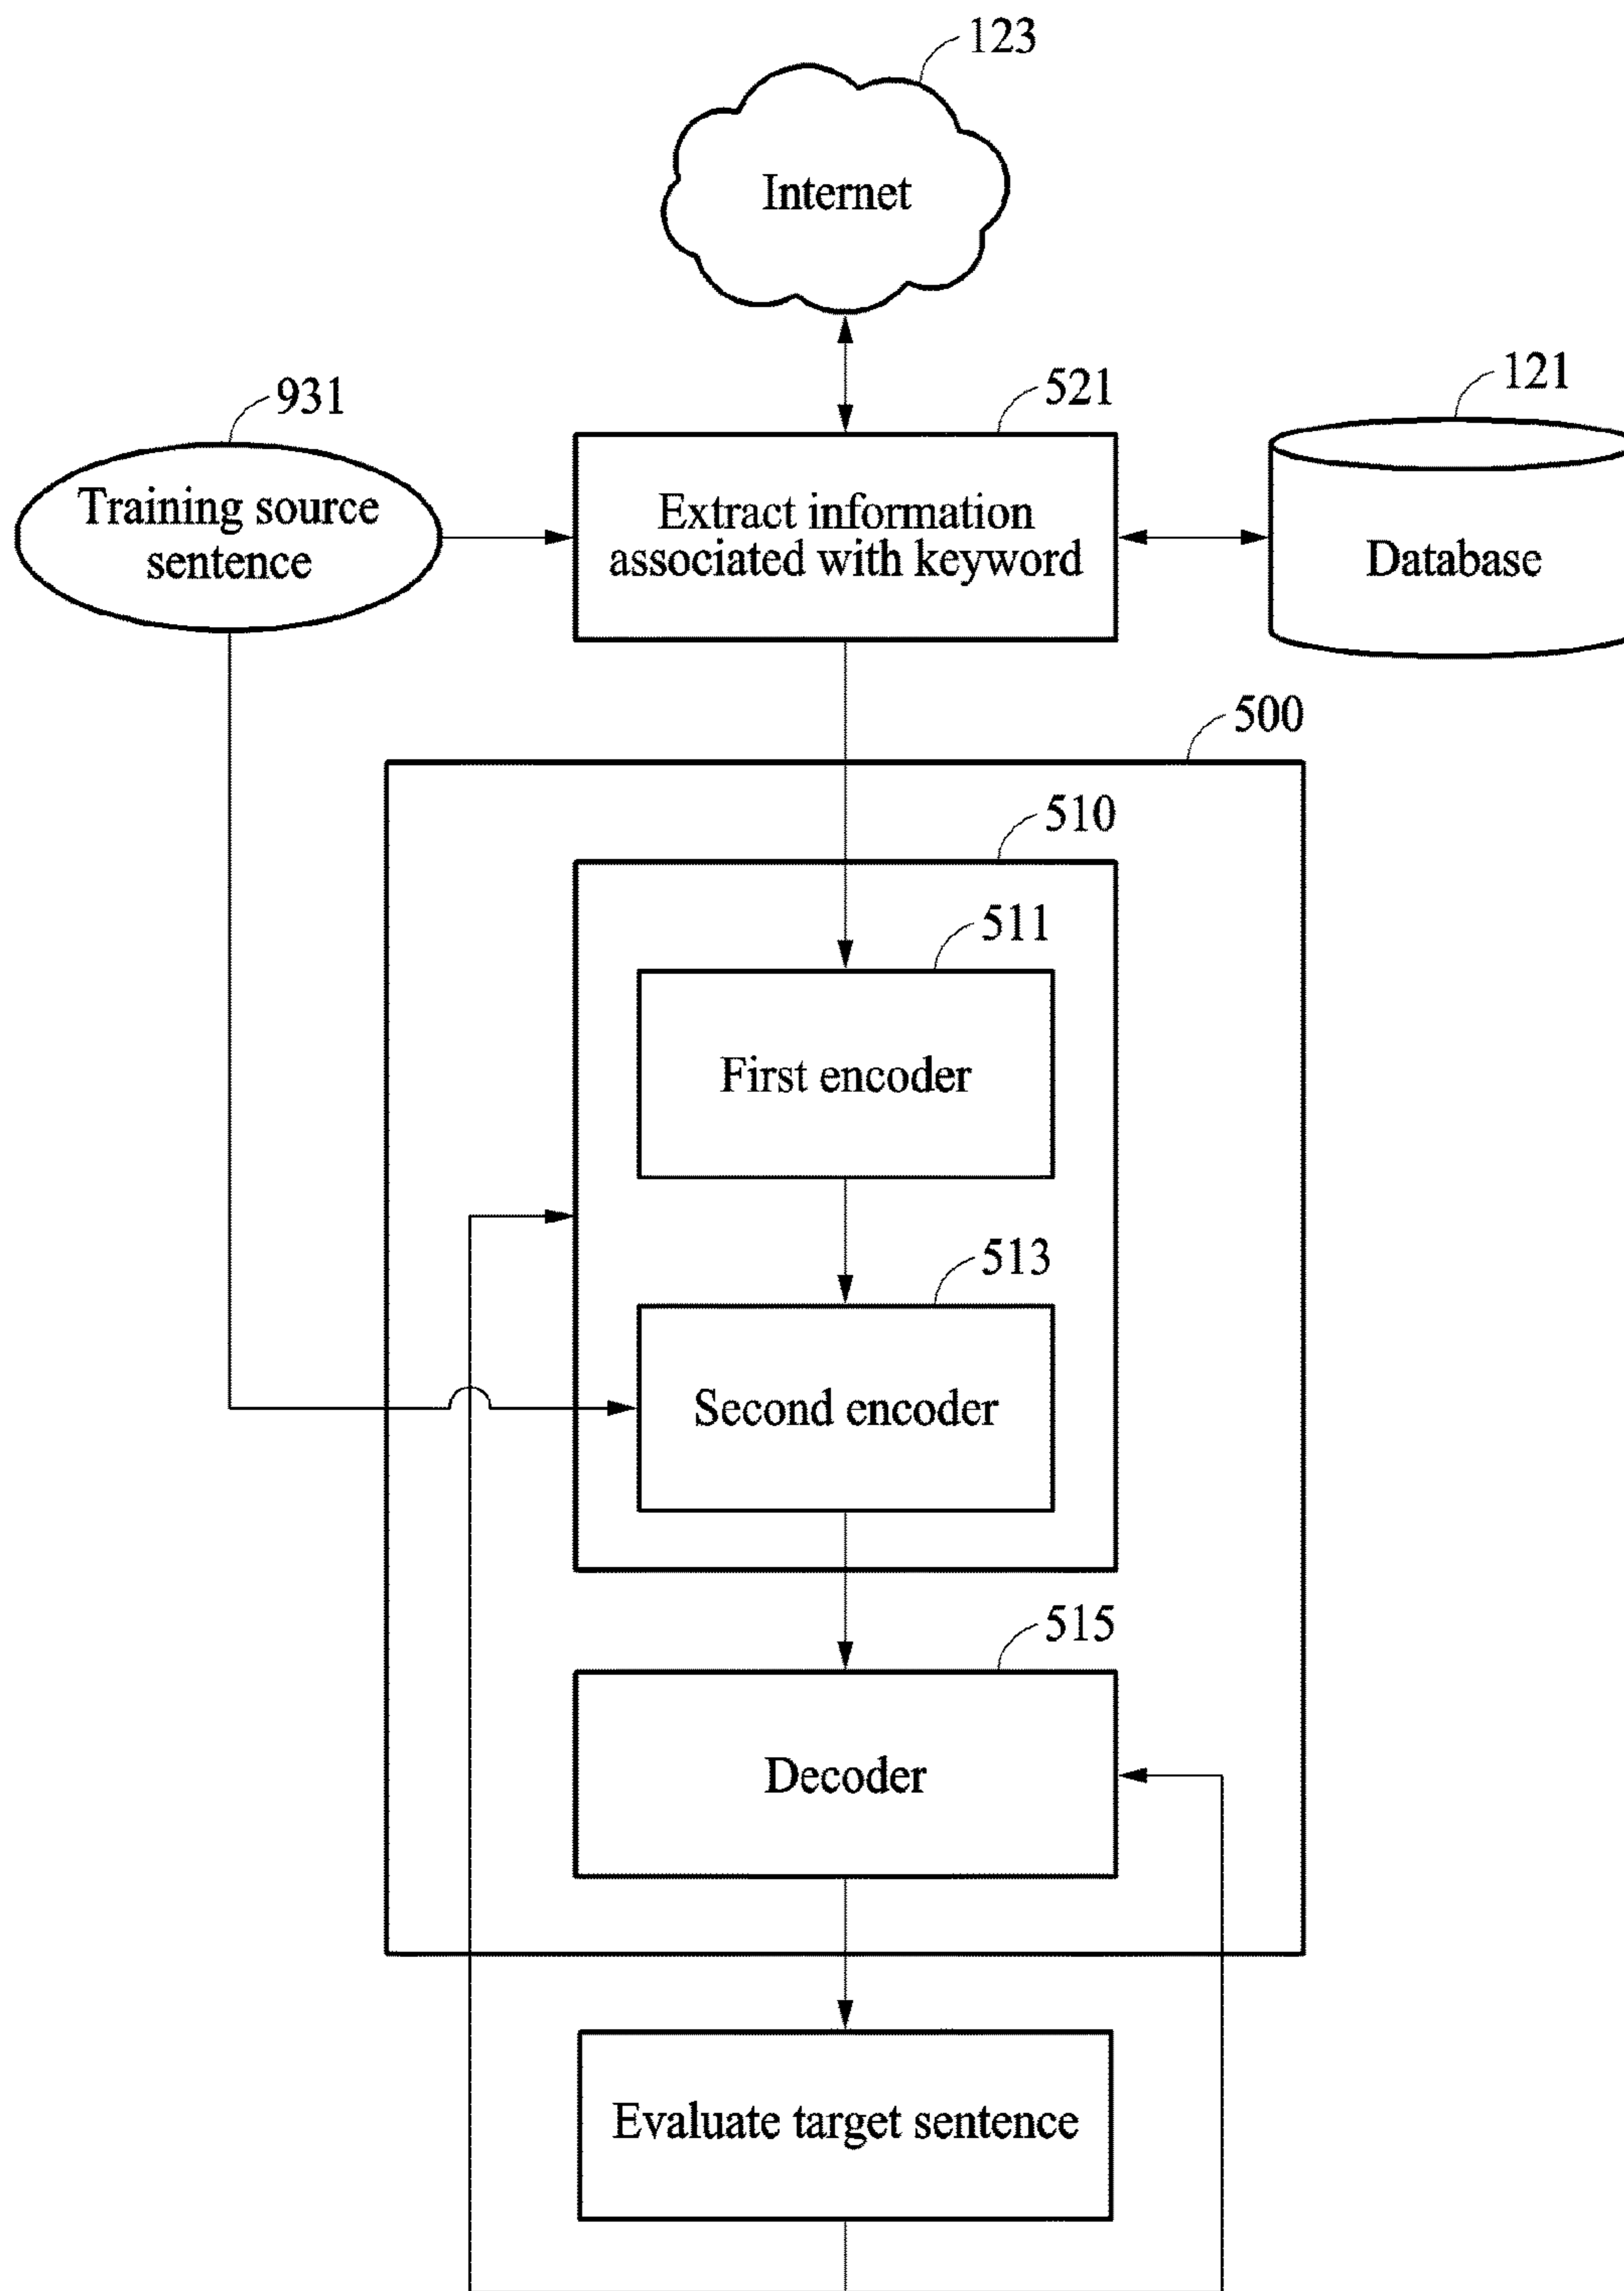 123
Internet
931
521
121
Training source
sentence
Extract information
associated with keyword
Database
500
510
511
First encoder
513
Second encoder
515
Decoder
Evaluate target sentence